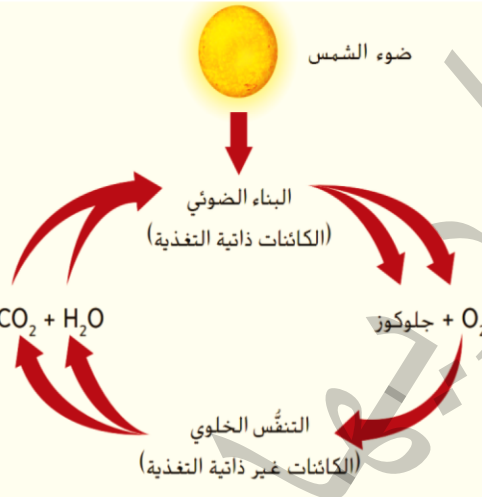 ضوء الشمس
البناء الضوئي
(الكائنات ذاتية التغذية)
CO₂ + H₂O
جلوكوز + O₂
التنفُّس الخلوي
(الكائنات غير ذاتية التغذية)